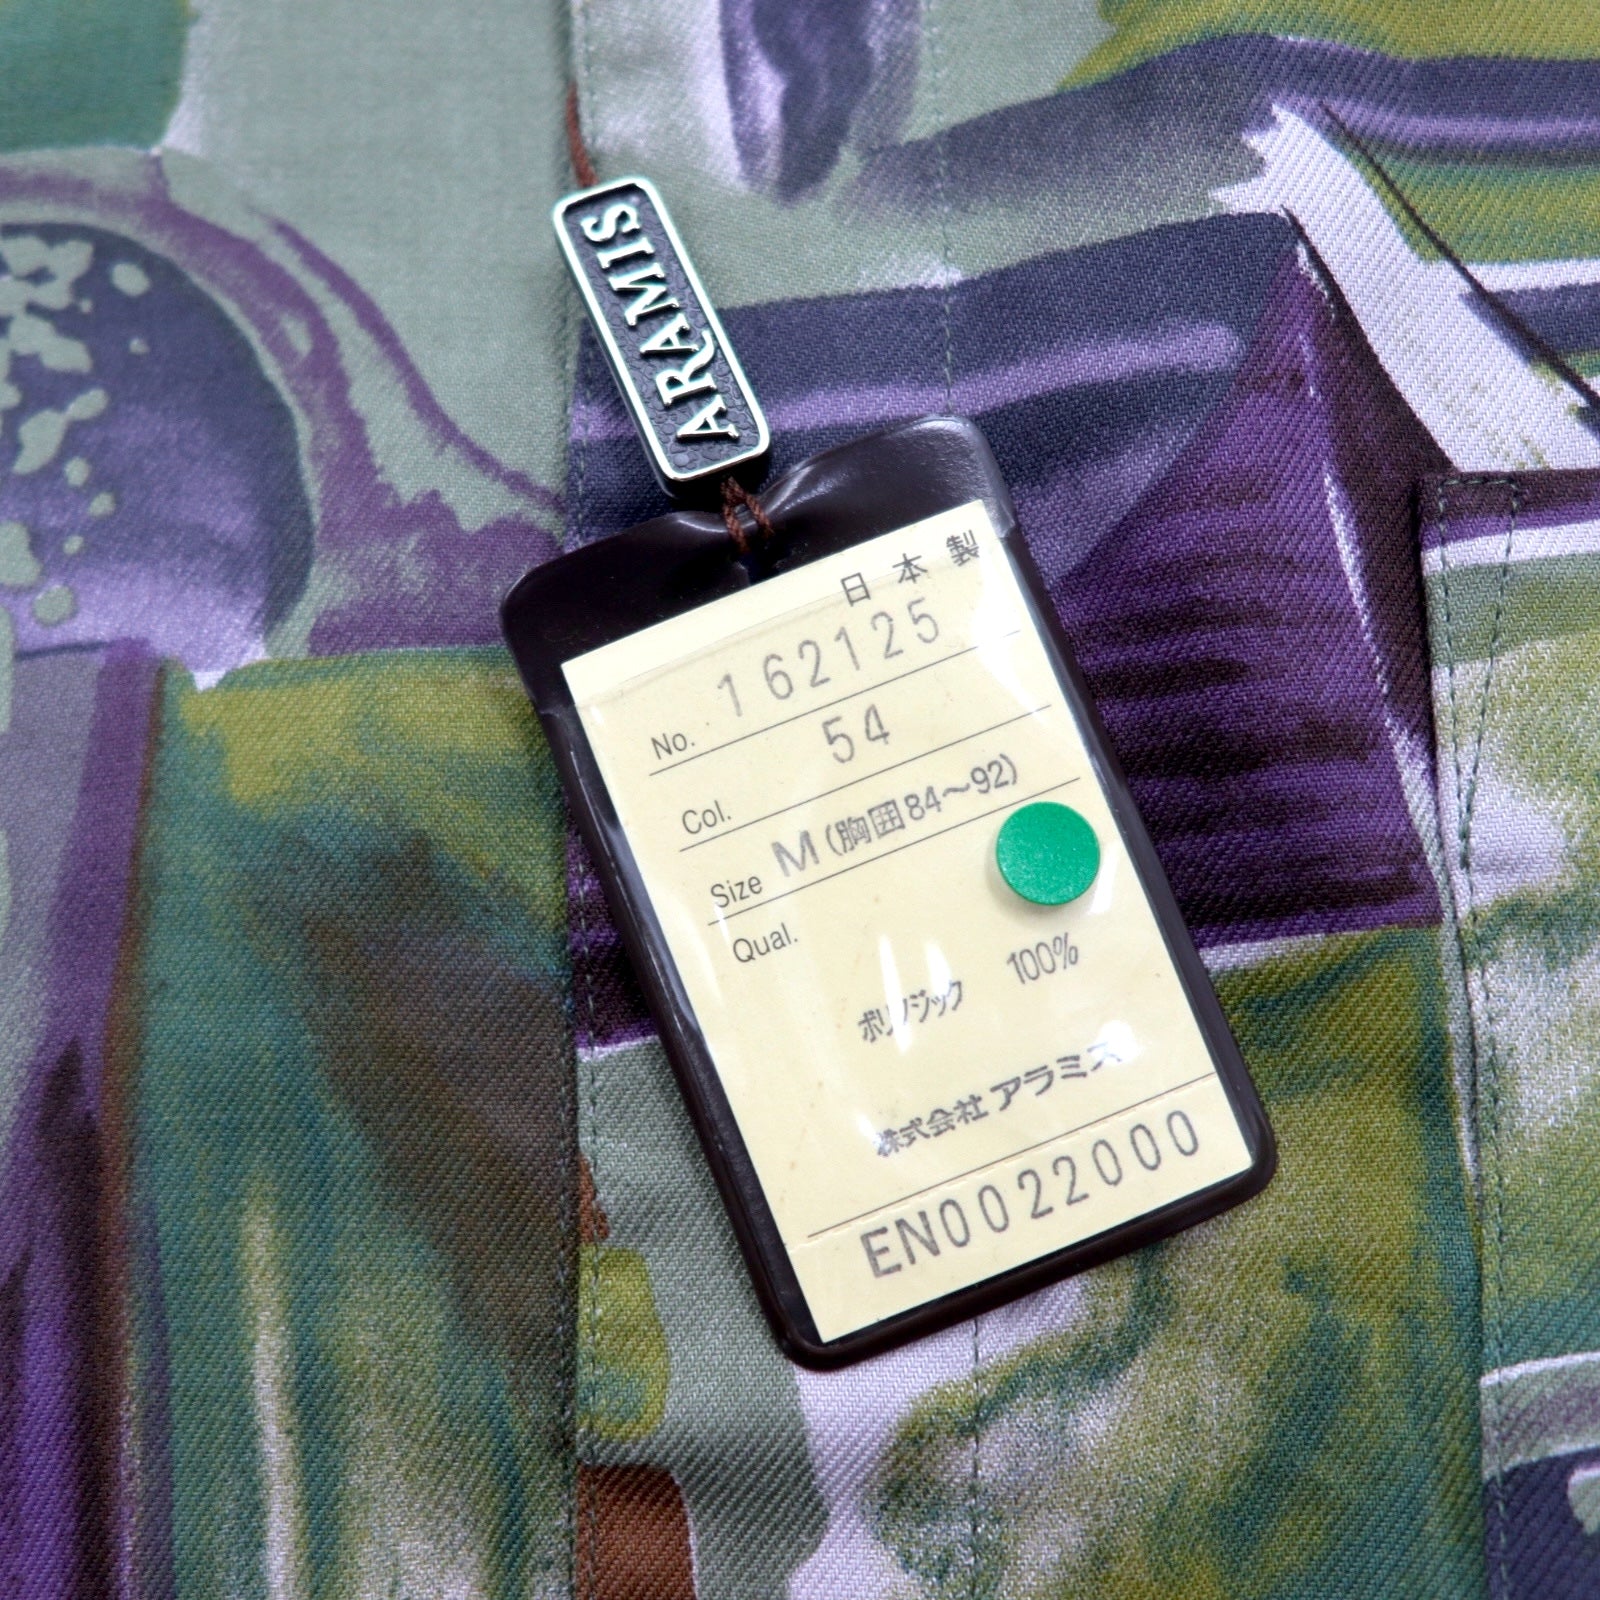 ARAMIS
日本製
No. 162125
Col. 54
Size M (胸囲84〜92)
Qual.
ポリノジック 100%
株式会社 アラミス
EN0022000